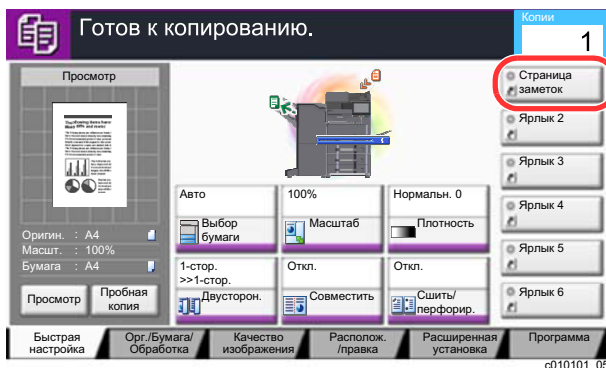 Готов к копированию.
Копии
1
Просмотр
Оригин. : A4
Масшт. : 100%
Бумага : A4
Просмотр
Пробная
копия
Авто
Выбор
бумаги
100%
Масштаб
Нормальн. 0
Плотность
1-стор.
>>1-стор.
Двусторон.
Откл.
Совместить
Откл.
Сшить/
перфорир.
Страница
заметок
Ярлык 2
Ярлык 3
Ярлык 4
Ярлык 5
Ярлык 6
Быстрая
настройка
Орг./Бумага/
Обработка
Качество
изображения
Располож.
/правка
Расширенная
установка
Программа